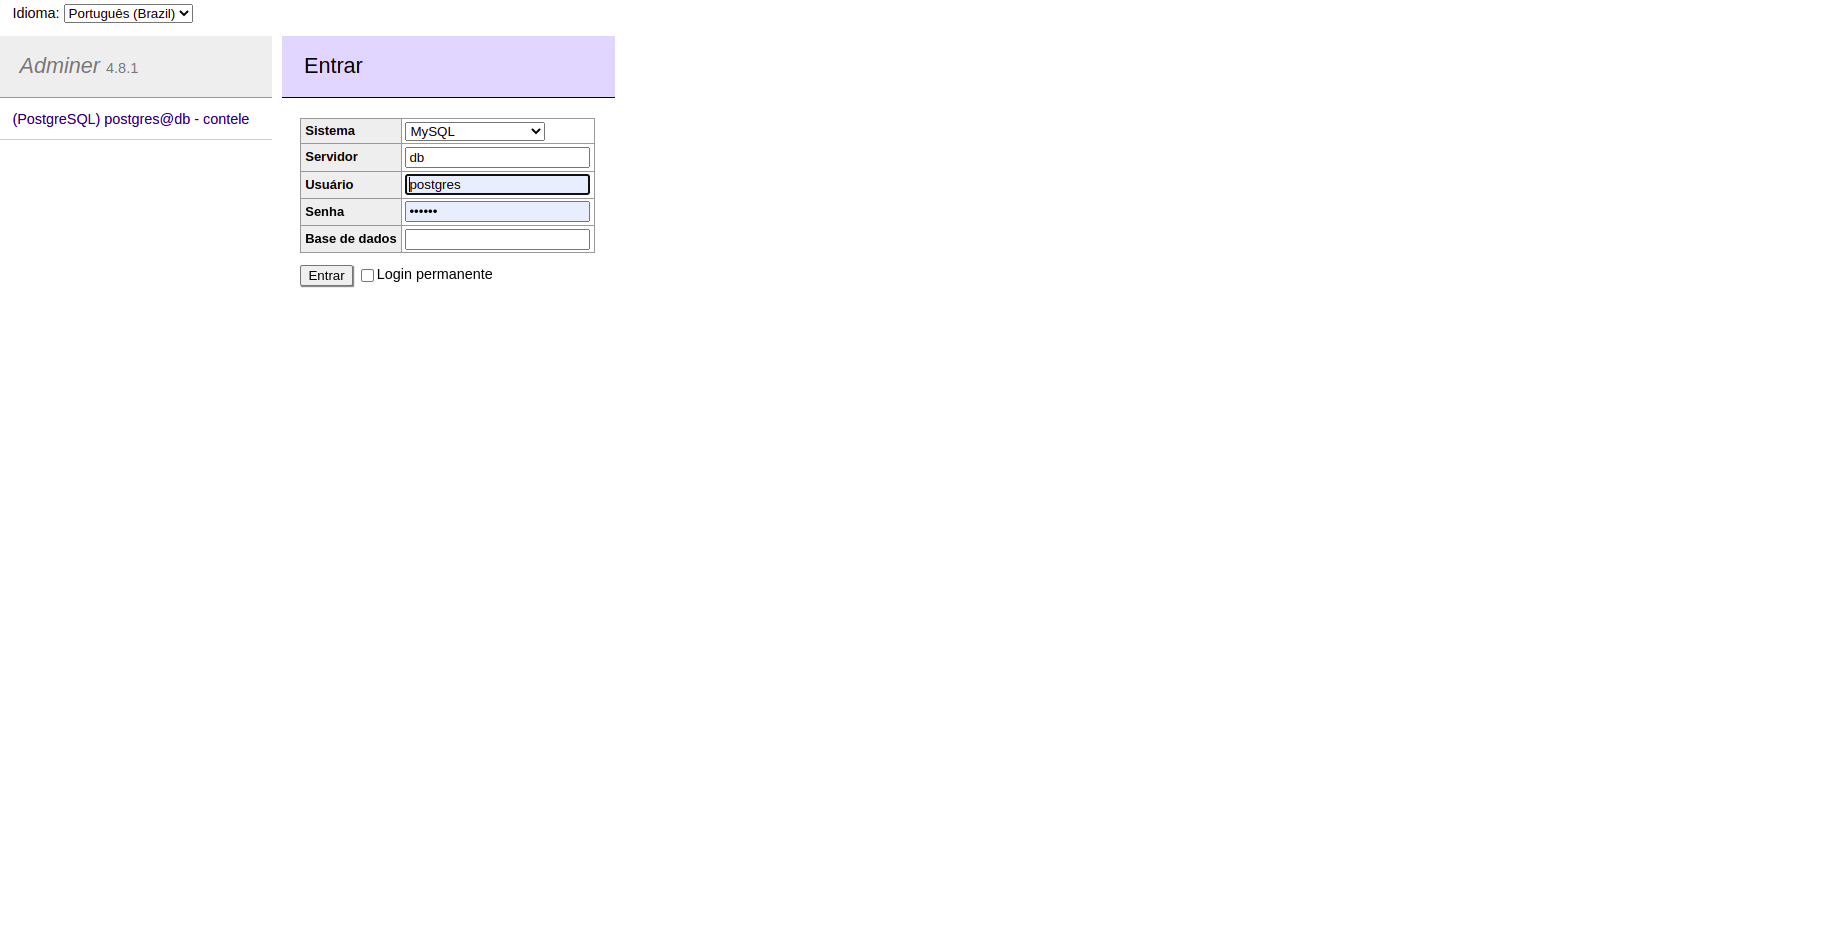 Idioma: Português (Brazil)
Adminer 4.8.1
(PostgreSQL) postgres@db - contele
Entrar
Sistema MySQL
Servidor db
Usuário postgres
Senha ••••••
Base de dados
Entrar Login permanente